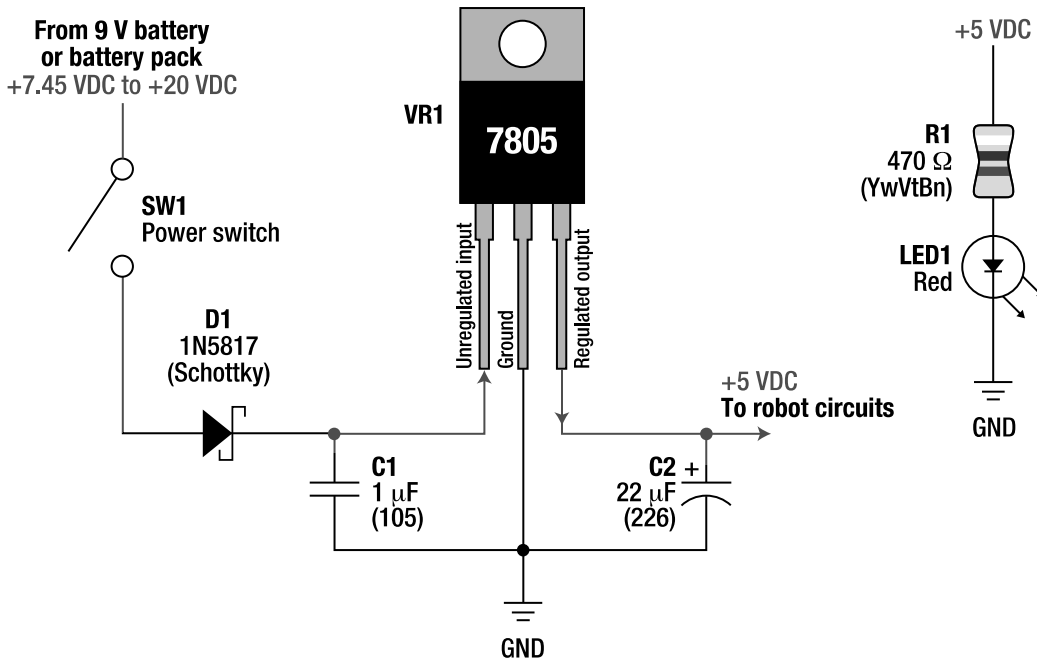 From 9 V battery
or battery pack
+7.45 VDC to +20 VDC
SW1
Power switch
D1
1N5817
(Schottky)
VR1
7805
Unregulated input
Ground
Regulated output
C1
1 μF
(105)
C2 +
22 μF
(226)
+5 VDC
To robot circuits
GND
+5 VDC
R1
470 Ω
(YwVtBn)
LED1
Red
GND